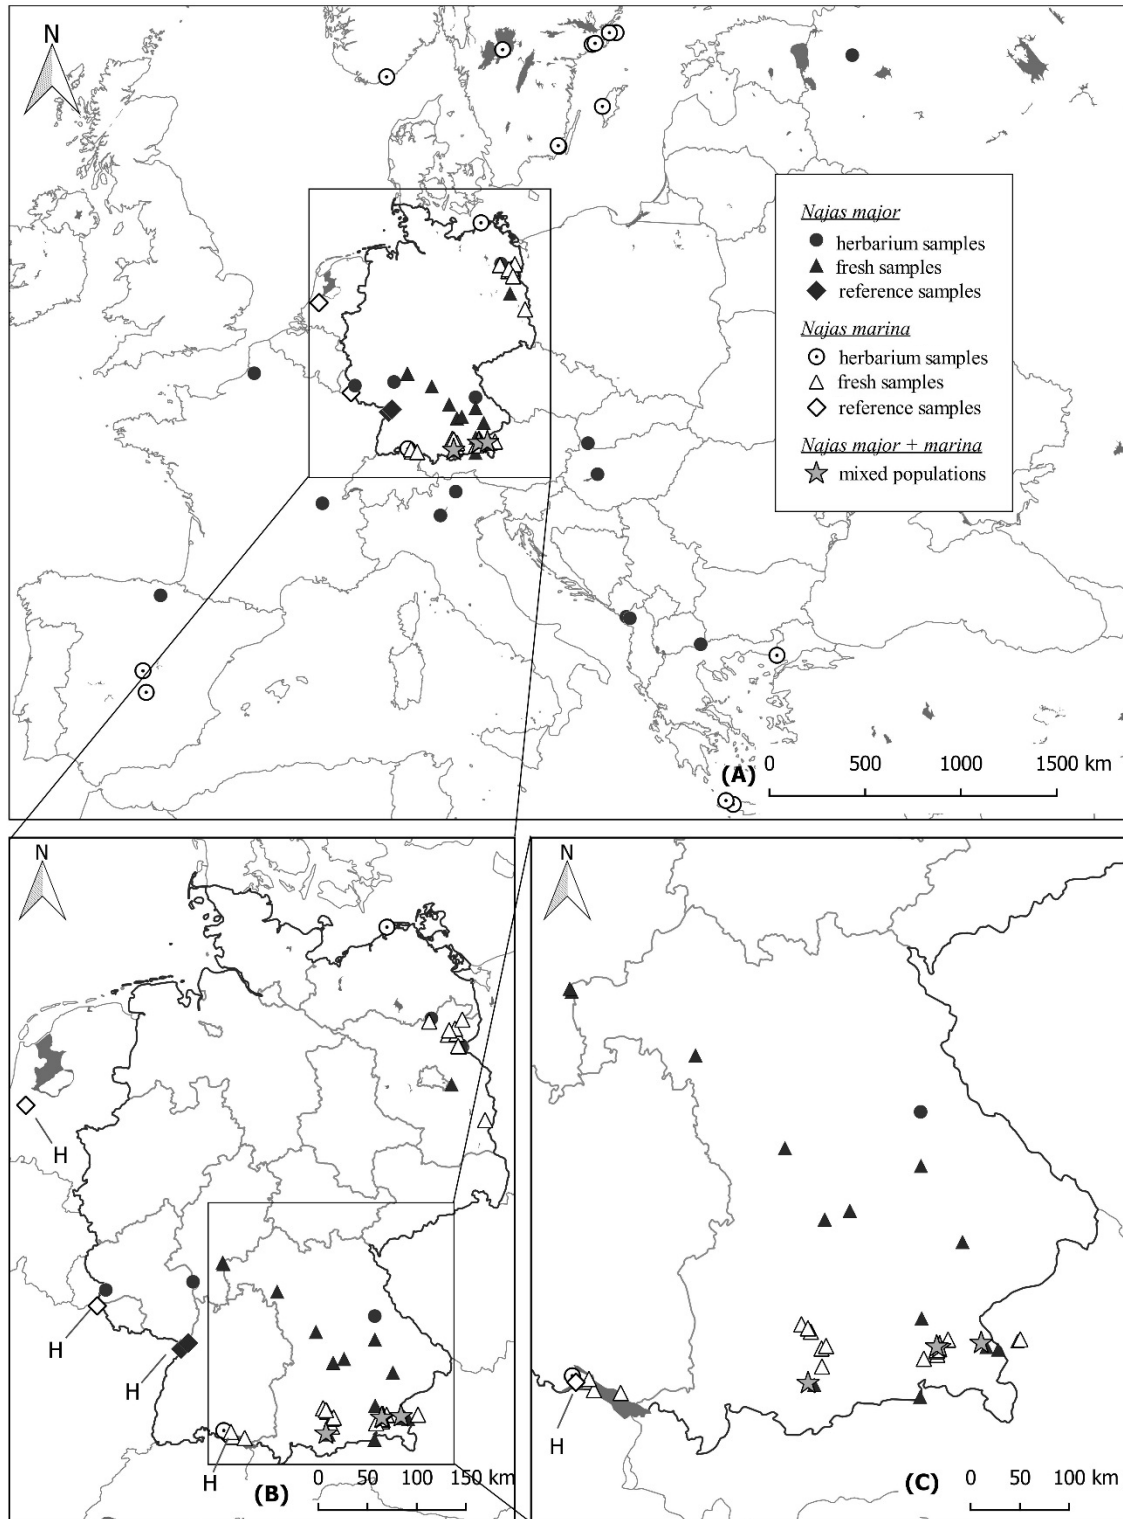 N
Najas major
herbarium samples
fresh samples
reference samples
Najas marina
herbarium samples
fresh samples
reference samples
Najas major + marina
mixed populations
(A)
0 500 1000 1500 km
N
H
H
H
H
(B)
0 50 100 150 km
N
H
(C)
0 50 100 km